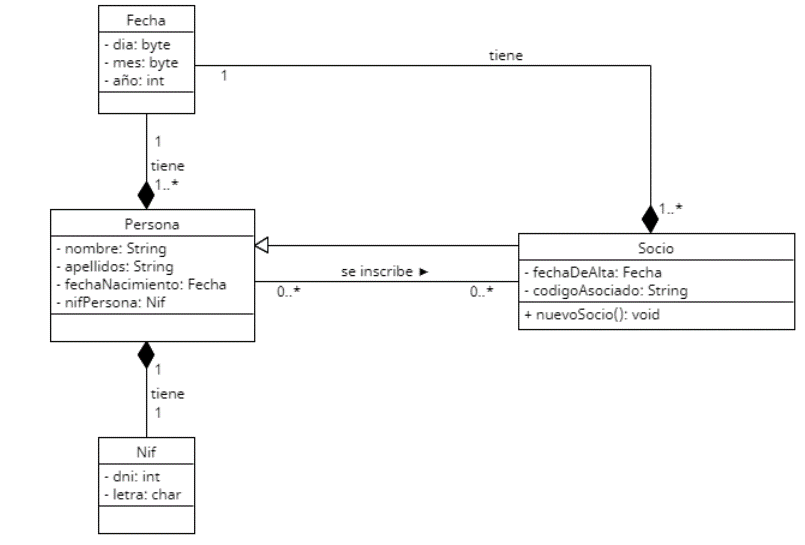 Fecha
- dia: byte
- mes: byte
- año: int
tiene
1
1
tiene
1..*
1..*
Persona
- nombre: String
- apellidos: String
- fechaNacimiento: Fecha
- nifPersona: Nif
Socio
- fechaDeAlta: Fecha
- codigoAsociado: String
+ nuevoSocio(): void
se inscribe ►
0..*
0..*
1
tiene
1
Nif
- dni: int
- letra: char